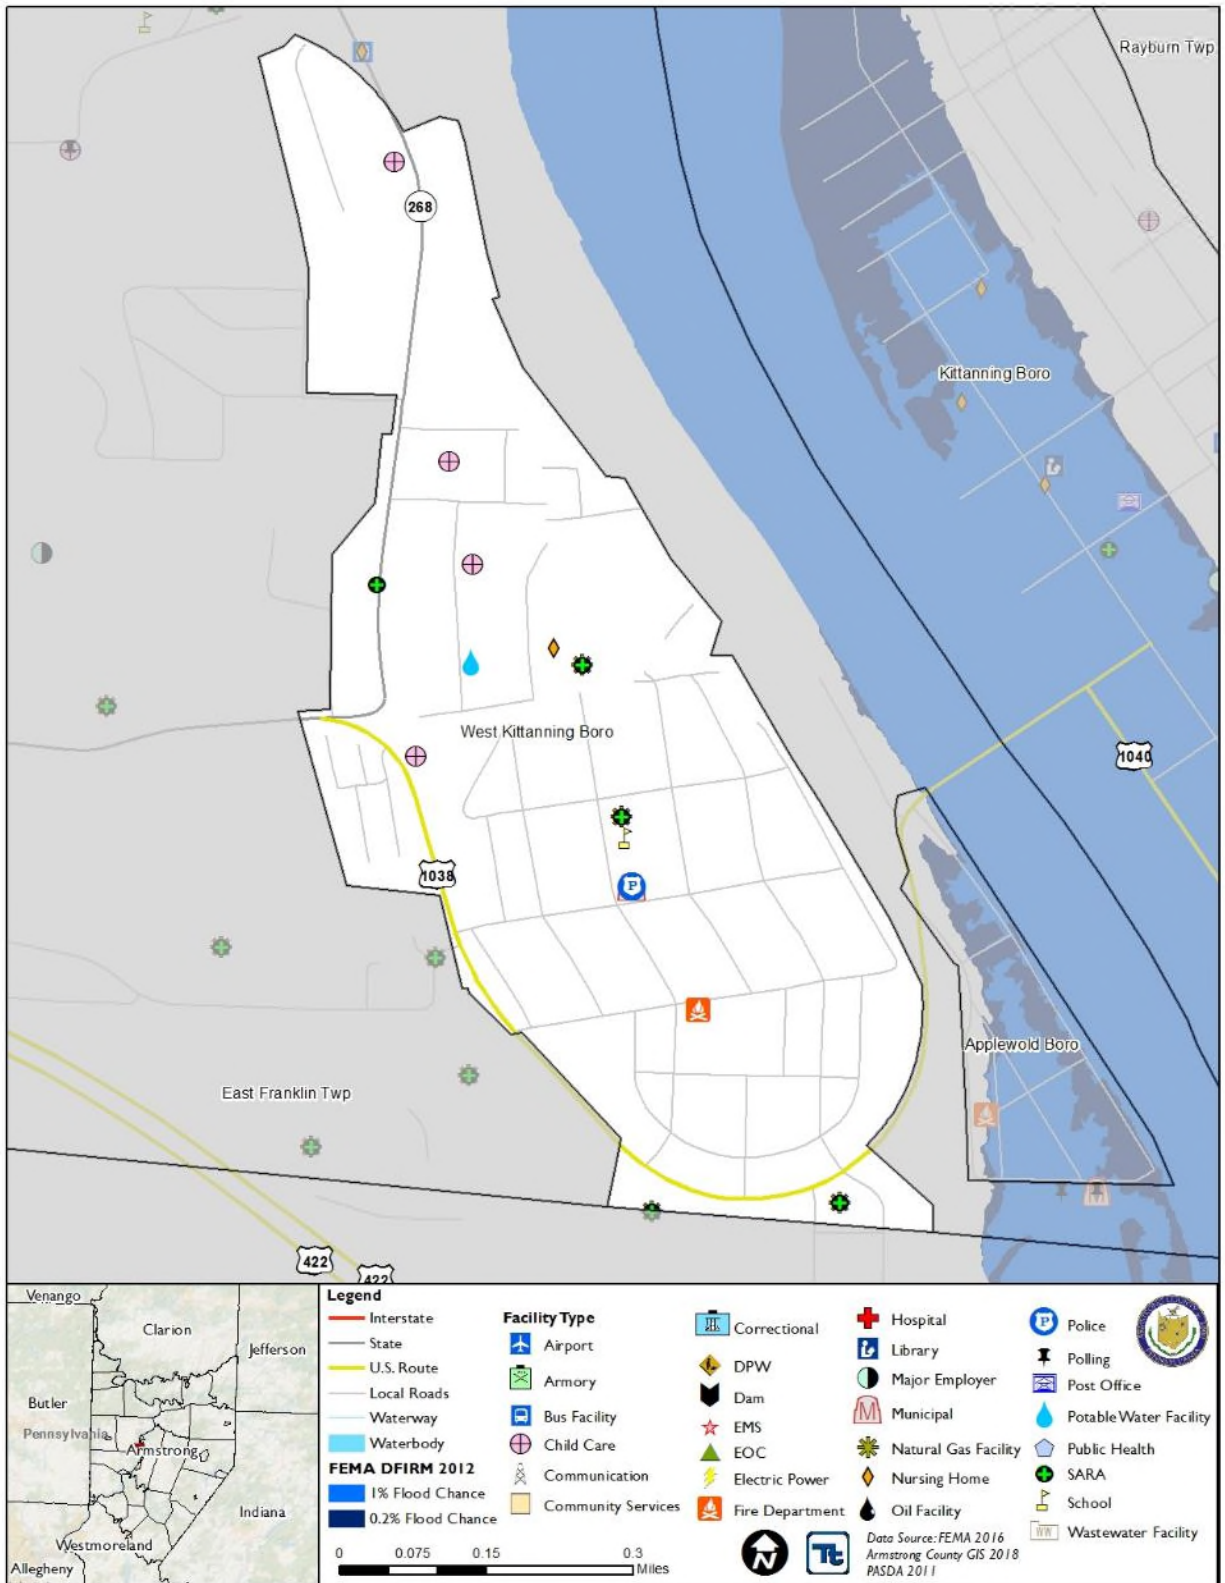 Rayburn Twp
268
Kittanning Boro
West Kittanning Boro
1040
P
1038
Applewold Boro
East Franklin Twp
422
422
Venango
Clarion
Jefferson
Butler
Pennsylvania
Armstrong
Indiana
Westmoreland
Allegheny
Legend
Interstate
State
U.S. Route
Local Roads
Waterway
Waterbody
FEMA DFIRM 2012
1% Flood Chance
0.2% Flood Chance
0 0.075 0.15 0.3
Miles
Facility Type
Airport
Armory
Bus Facility
Child Care
Communication
Community Services
Correctional
DPW
Dam
EMS
EOC
Electric Power
Fire Department
Hospital
Library
Major Employer
M Municipal
Natural Gas Facility
Nursing Home
Oil Facility
P Police
Polling
Post Office
Potable Water Facility
Public Health
SARA
School
WW Wastewater Facility
N
Tt
Data Source: FEMA 2016
Armstrong County GIS 2018
PASDA 2011